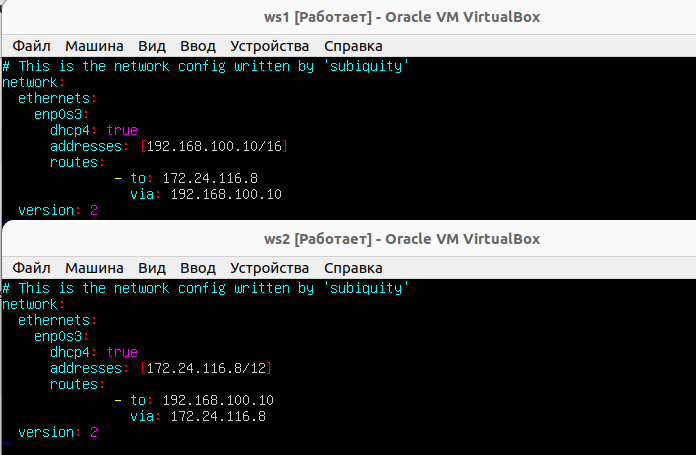 ws1 [Работает] - Oracle VM VirtualBox
Файл Машина Вид Ввод Устройства Справка
# This is the network config written by 'subiquity'
network:
  ethernets:
    enp0s3:
      dhcp4: true
      addresses: [192.168.100.10/16]
      routes:
              - to: 172.24.116.8
                via: 192.168.100.10
  version: 2
ws2 [Работает] - Oracle VM VirtualBox
Файл Машина Вид Ввод Устройства Справка
# This is the network config written by 'subiquity'
network:
  ethernets:
    enp0s3:
      dhcp4: true
      addresses: [172.24.116.8/12]
      routes:
              - to: 192.168.100.10
                via: 172.24.116.8
  version: 2
~